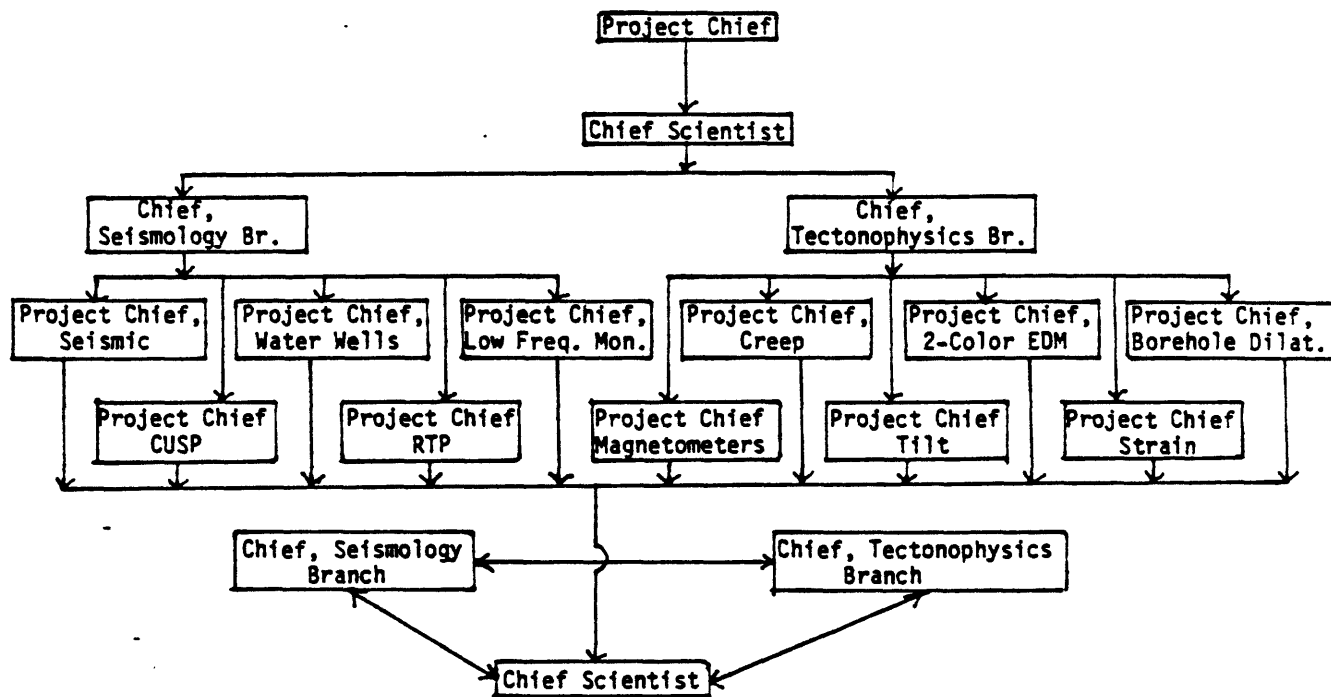 Project Chief
Chief Scientist
Chief,
Seismology Br.
Chief,
Tectonophysics Br.
Project Chief,
Seismic
Project Chief,
Water Wells
Project Chief,
Low Freq. Mon.
Project Chief,
Creep
Project Chief,
2-Color EDM
Project Chief,
Borehole Dilat.
Project Chief
CUSP
Project Chief
RTP
Project Chief
Magnetometers
Project Chief
Tilt
Project Chief
Strain
Chief, Seismology
Branch
Chief, Tectonophysics
Branch
Chief Scientist